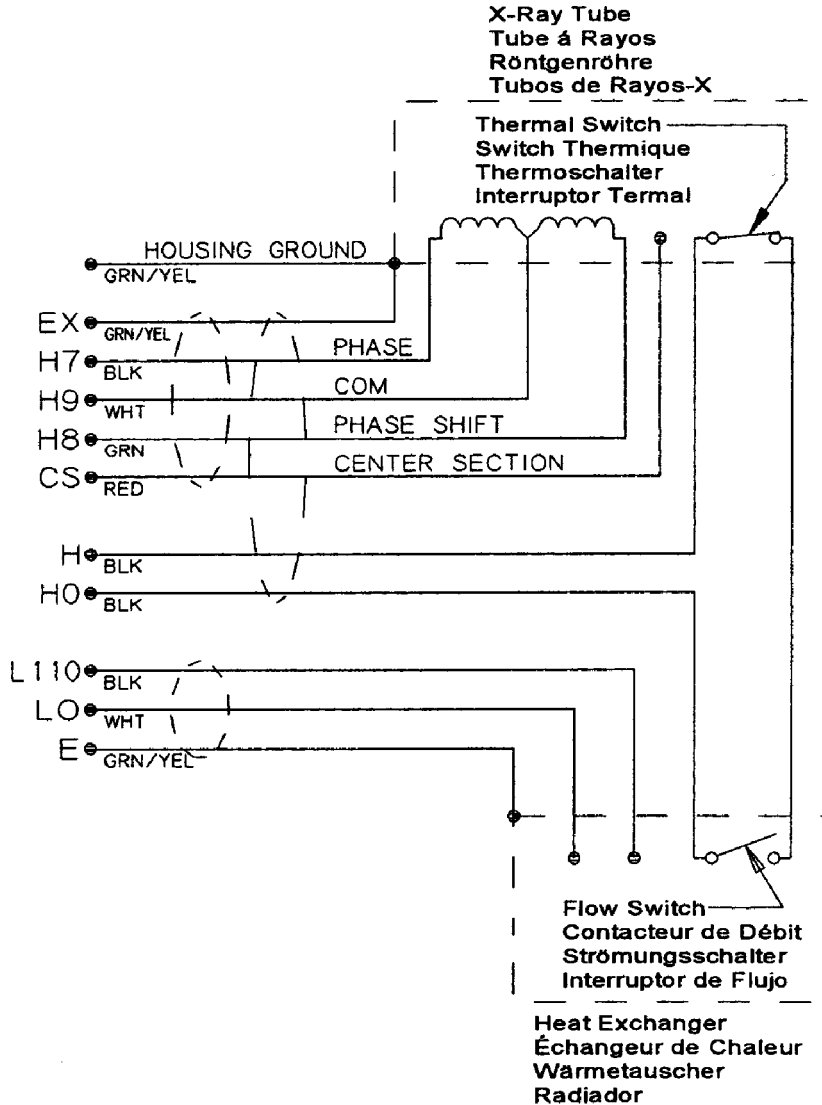 X-Ray Tube
Tube á Rayos
Röntgenröhre
Tubos de Rayos-X
Thermal Switch
Switch Thermique
Thermoschalter
Interruptor Termal
HOUSING GROUND
GRN/YEL
EX
GRN/YEL
H7
BLK
PHASE
H9
WHT
COM
H8
GRN
PHASE SHIFT
CS
RED
CENTER SECTION
H
BLK
HO
BLK
L110
BLK
LO
WHT
E
GRN/YEL
Flow Switch
Contacteur de Débit
Strömungsschalter
Interruptor de Flujo
Heat Exchanger
Échangeur de Chaleur
Wärmetauscher
Radiador